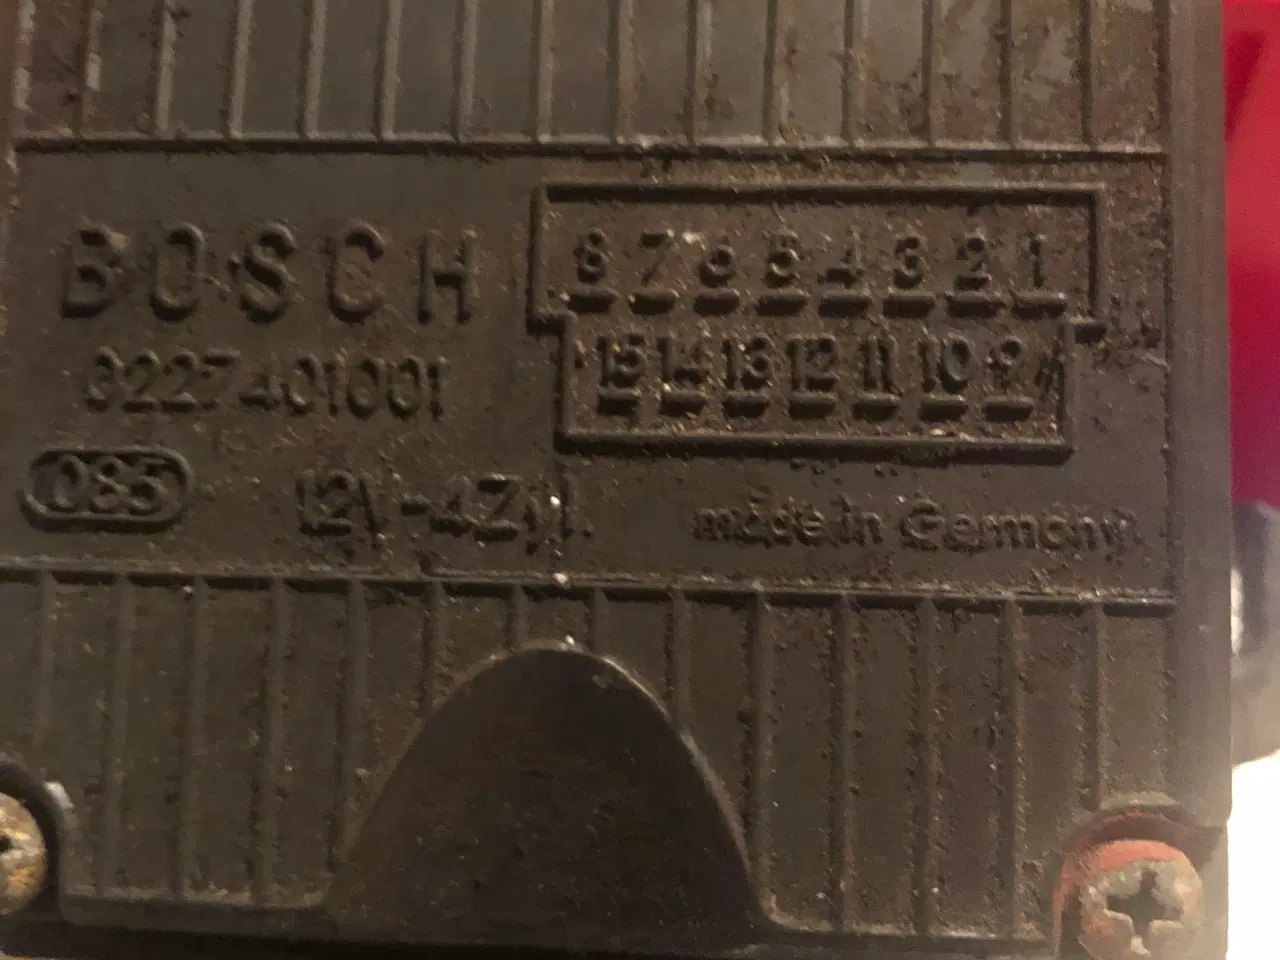 BOSCH
8 7 6 5 4 3 2 1
15 14 13 12 11 10 9
085
12V-4Zyl.
made in Germany